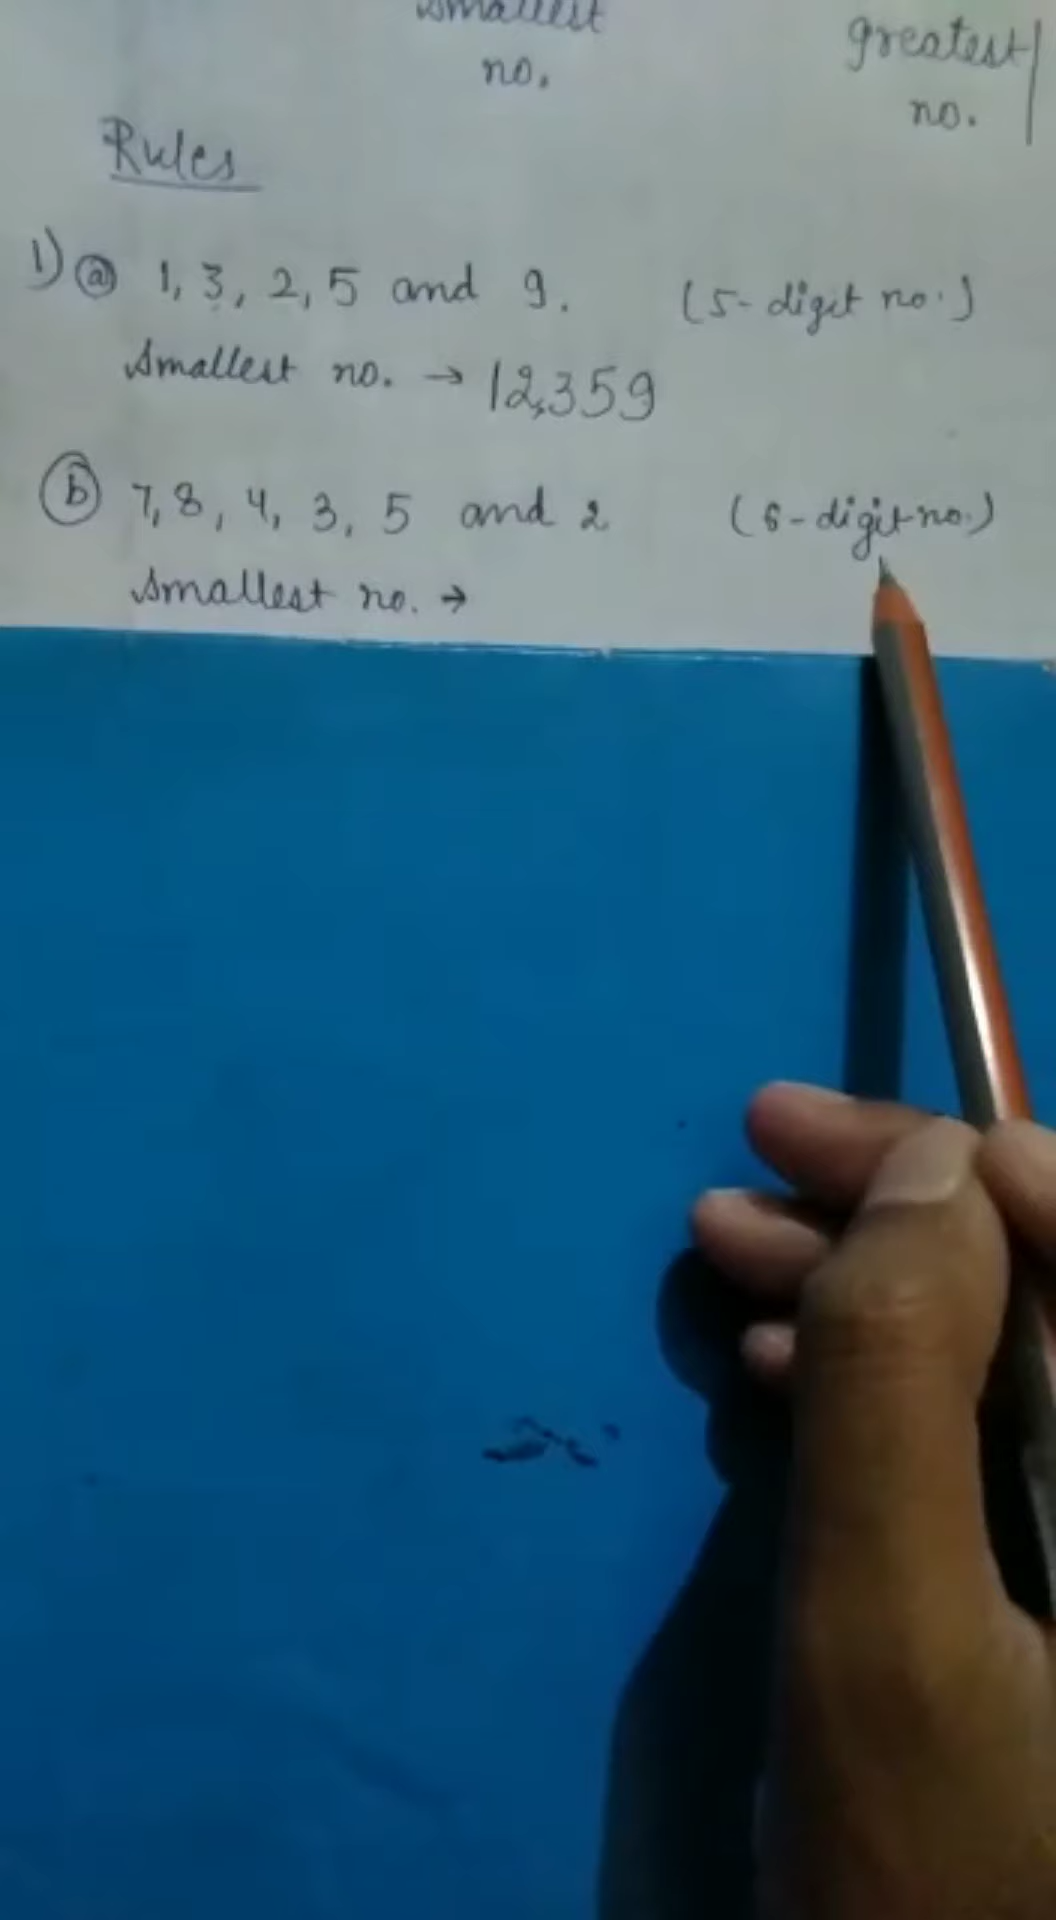 smallest
no.
greatest
no.
Rules
1) (a) 1, 3, 2, 5 and 9. (5-digit no.)
Smallest no. → 12,359
(b) 7, 8, 4, 3, 5 and 2 (6-digit no.)
Smallest no. →